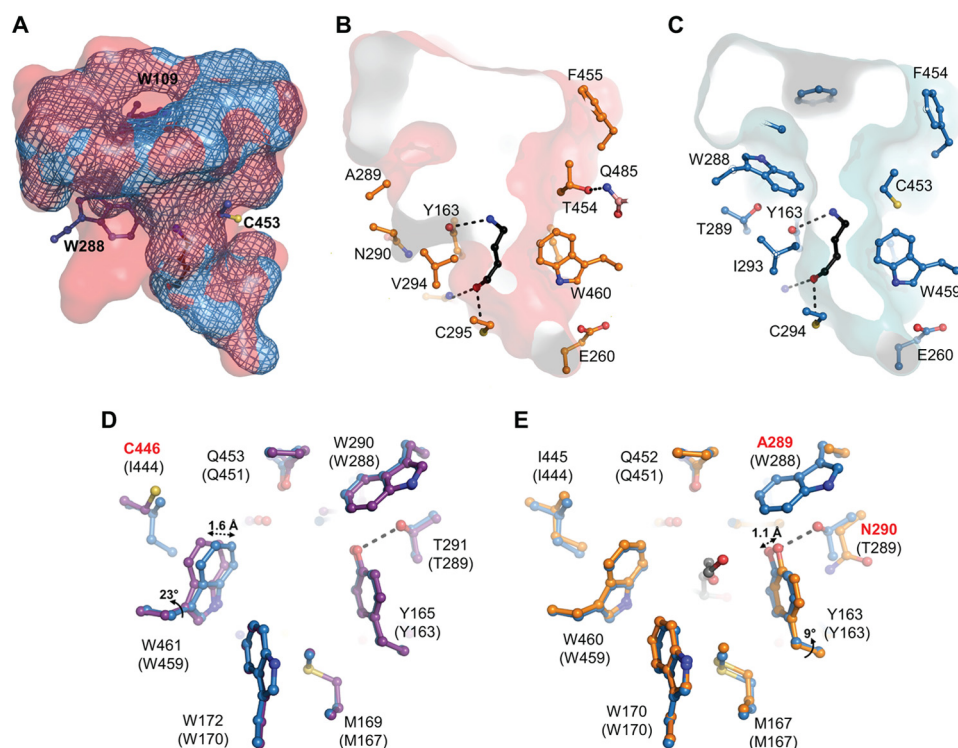 A
W109
W288
C453
B
F455
A289
Q485
Y163
T454
N290
V294
W460
C295
E260
C
F454
W288
C453
T289
Y163
I293
W459
C294
E260
D
C446
(I444)
Q453
(Q451)
W290
(W288)
1.6 Å
T291
(T289)
23°
W461
(W459)
Y165
(Y163)
W172
(W170)
M169
(M167)
E
I445
(I444)
Q452
(Q451)
A289
(W288)
1.1 Å
N290
(T289)
W460
(W459)
Y163
(Y163)
9°
W170
(W170)
M167
(M167)